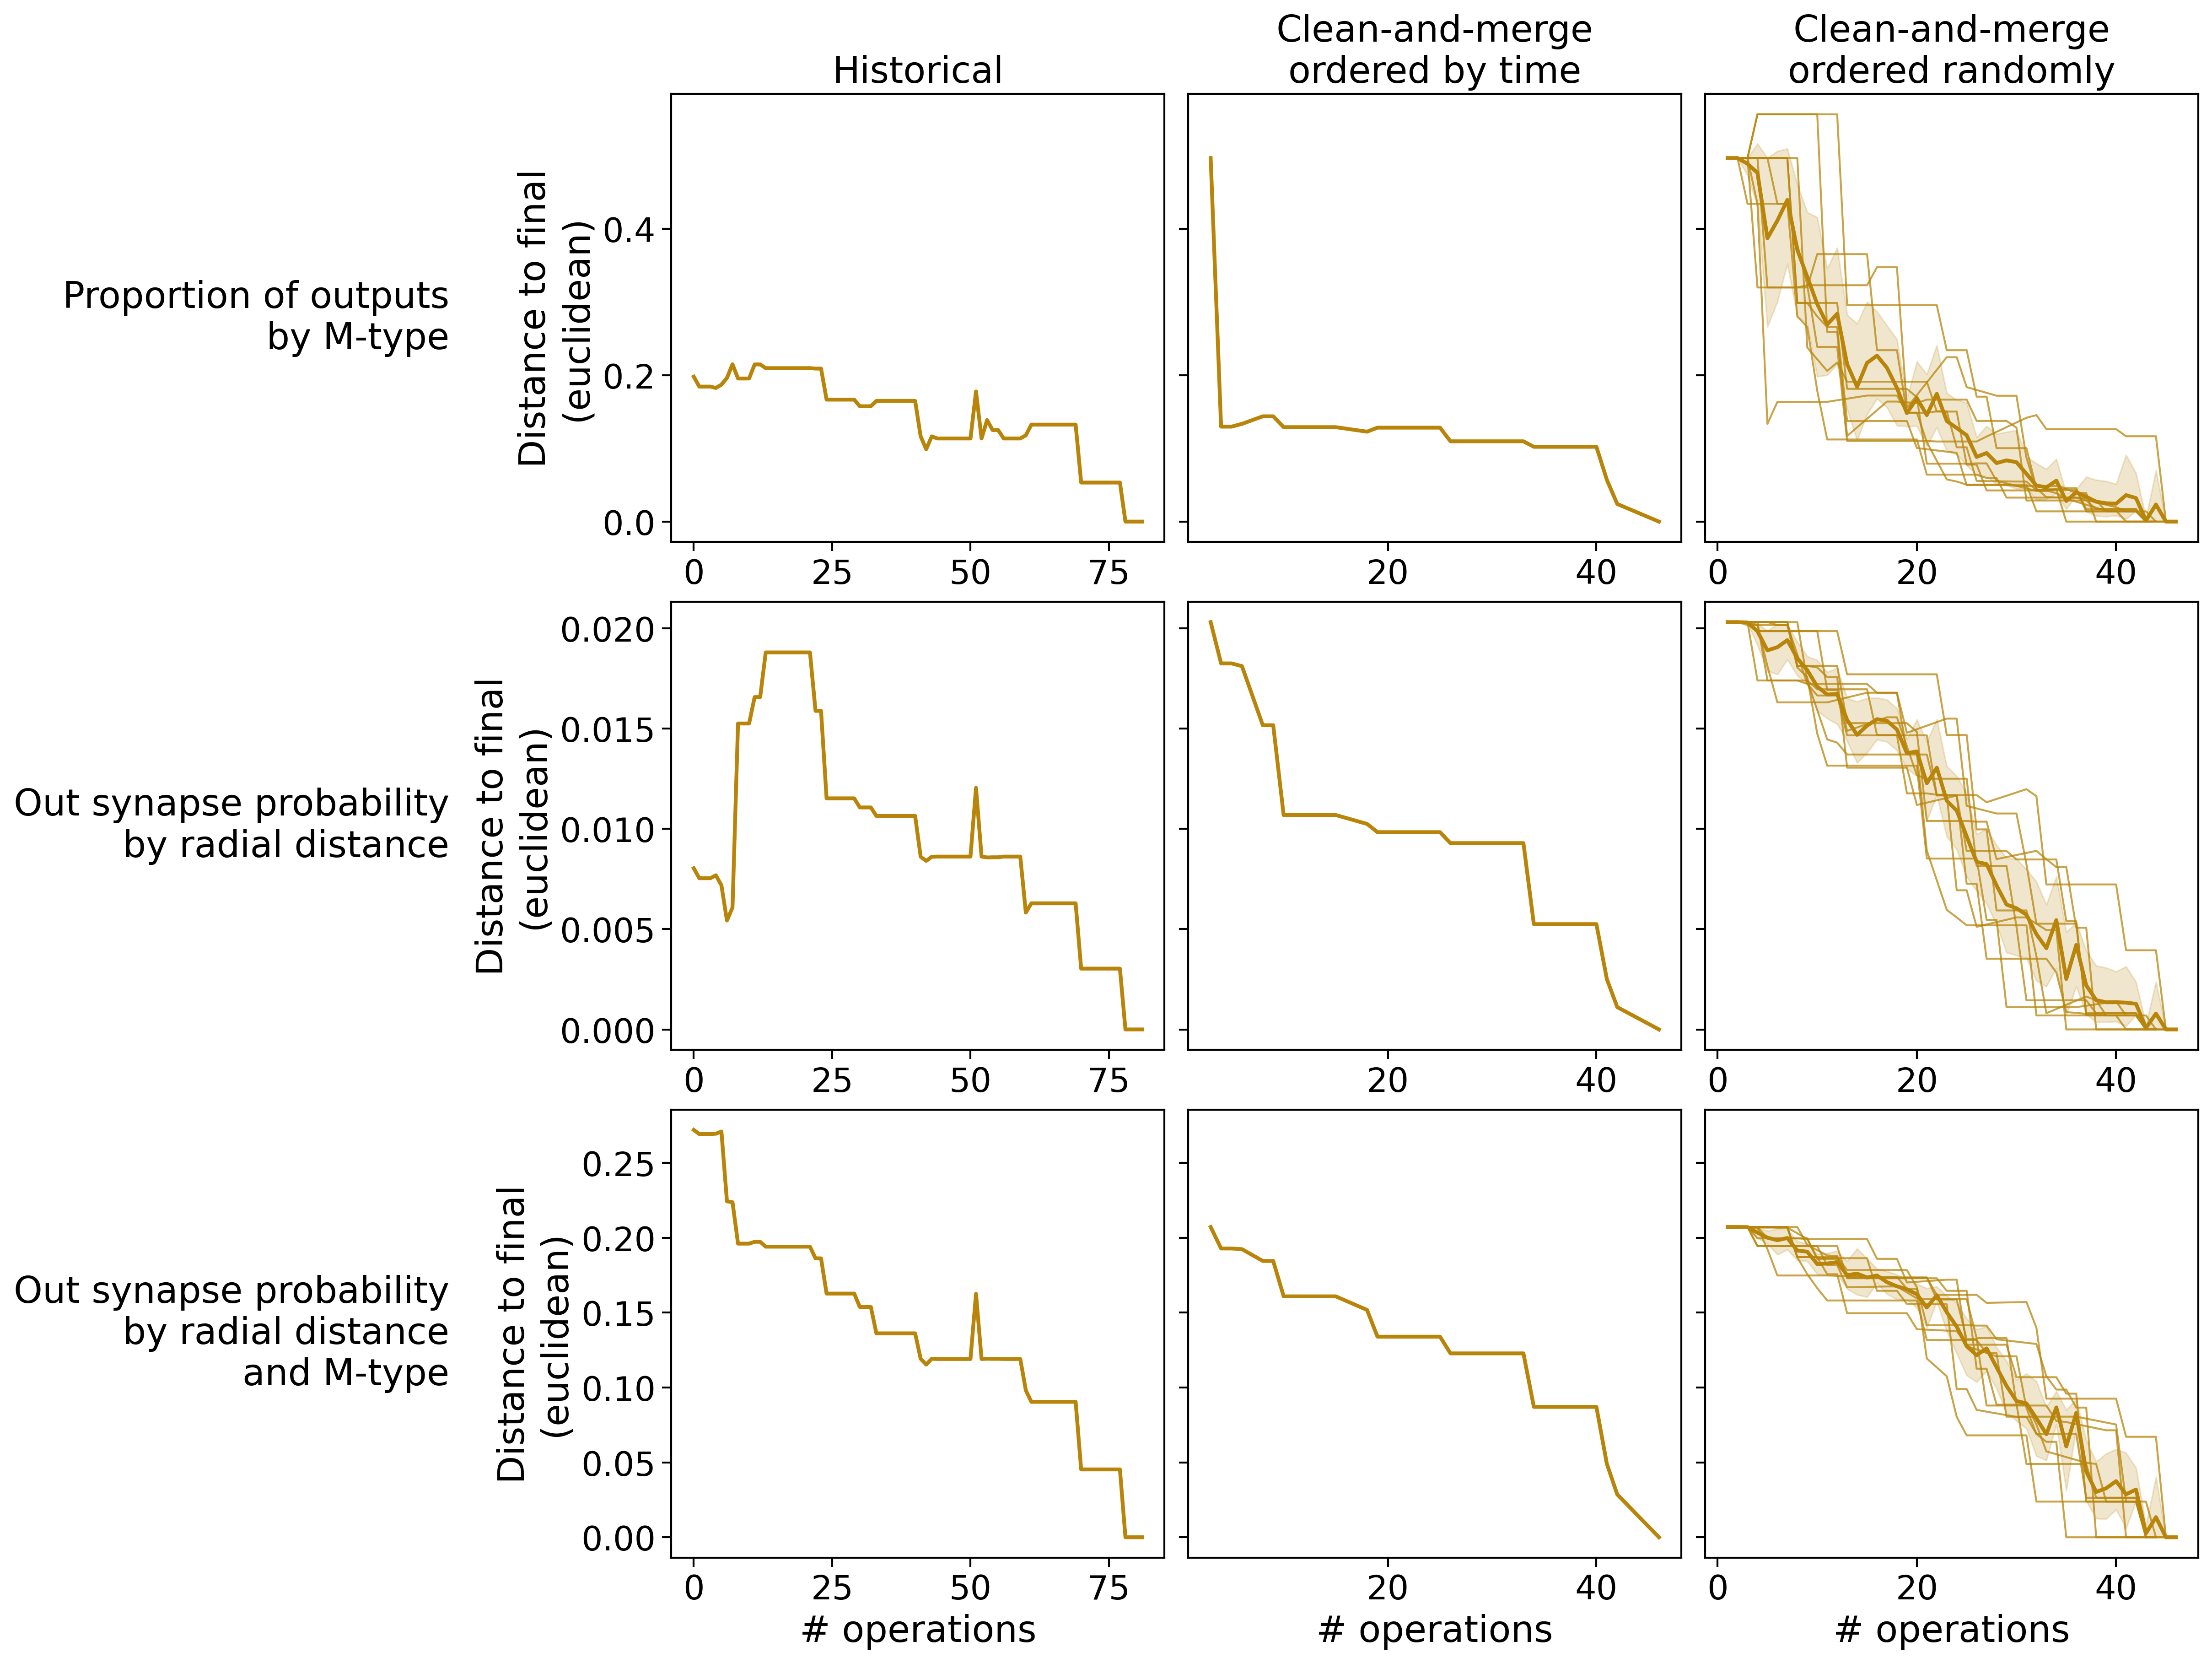 Historical
Clean-and-merge
ordered by time
Clean-and-merge
ordered randomly
Proportion of outputs
by M-type
Distance to final
(euclidean)
0.4
0.2
0.0
0 25 50 75
20 40
0 20 40
Out synapse probability
by radial distance
Distance to final
(euclidean)
0.020
0.015
0.010
0.005
0.000
0 25 50 75
20 40
0 20 40
Out synapse probability
by radial distance
and M-type
Distance to final
(euclidean)
0.25
0.20
0.15
0.10
0.05
0.00
0 25 50 75
20 40
0 20 40
# operations
# operations
# operations